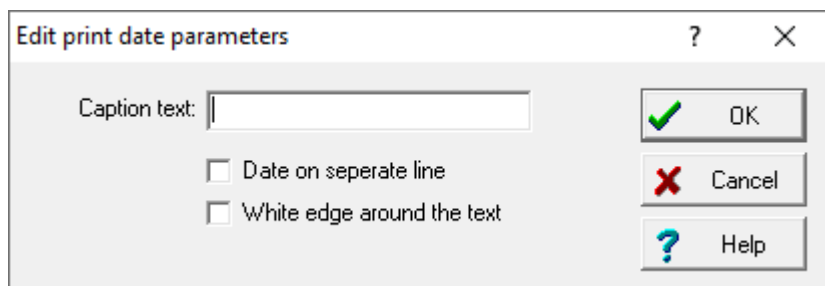 Edit print date parameters ?
Caption text:
OK
Date on seperate line
Cancel
White edge around the text
? Help